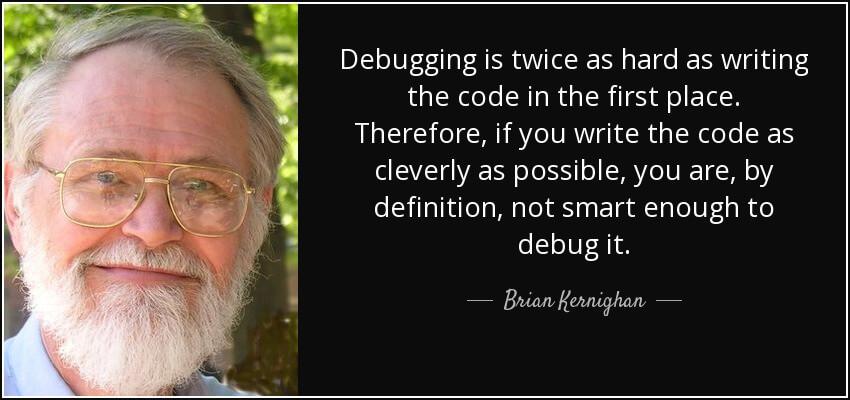 Debugging is twice as hard as writing
the code in the first place.
Therefore, if you write the code as
cleverly as possible, you are, by
definition, not smart enough to
debug it.
Brian Kernighan